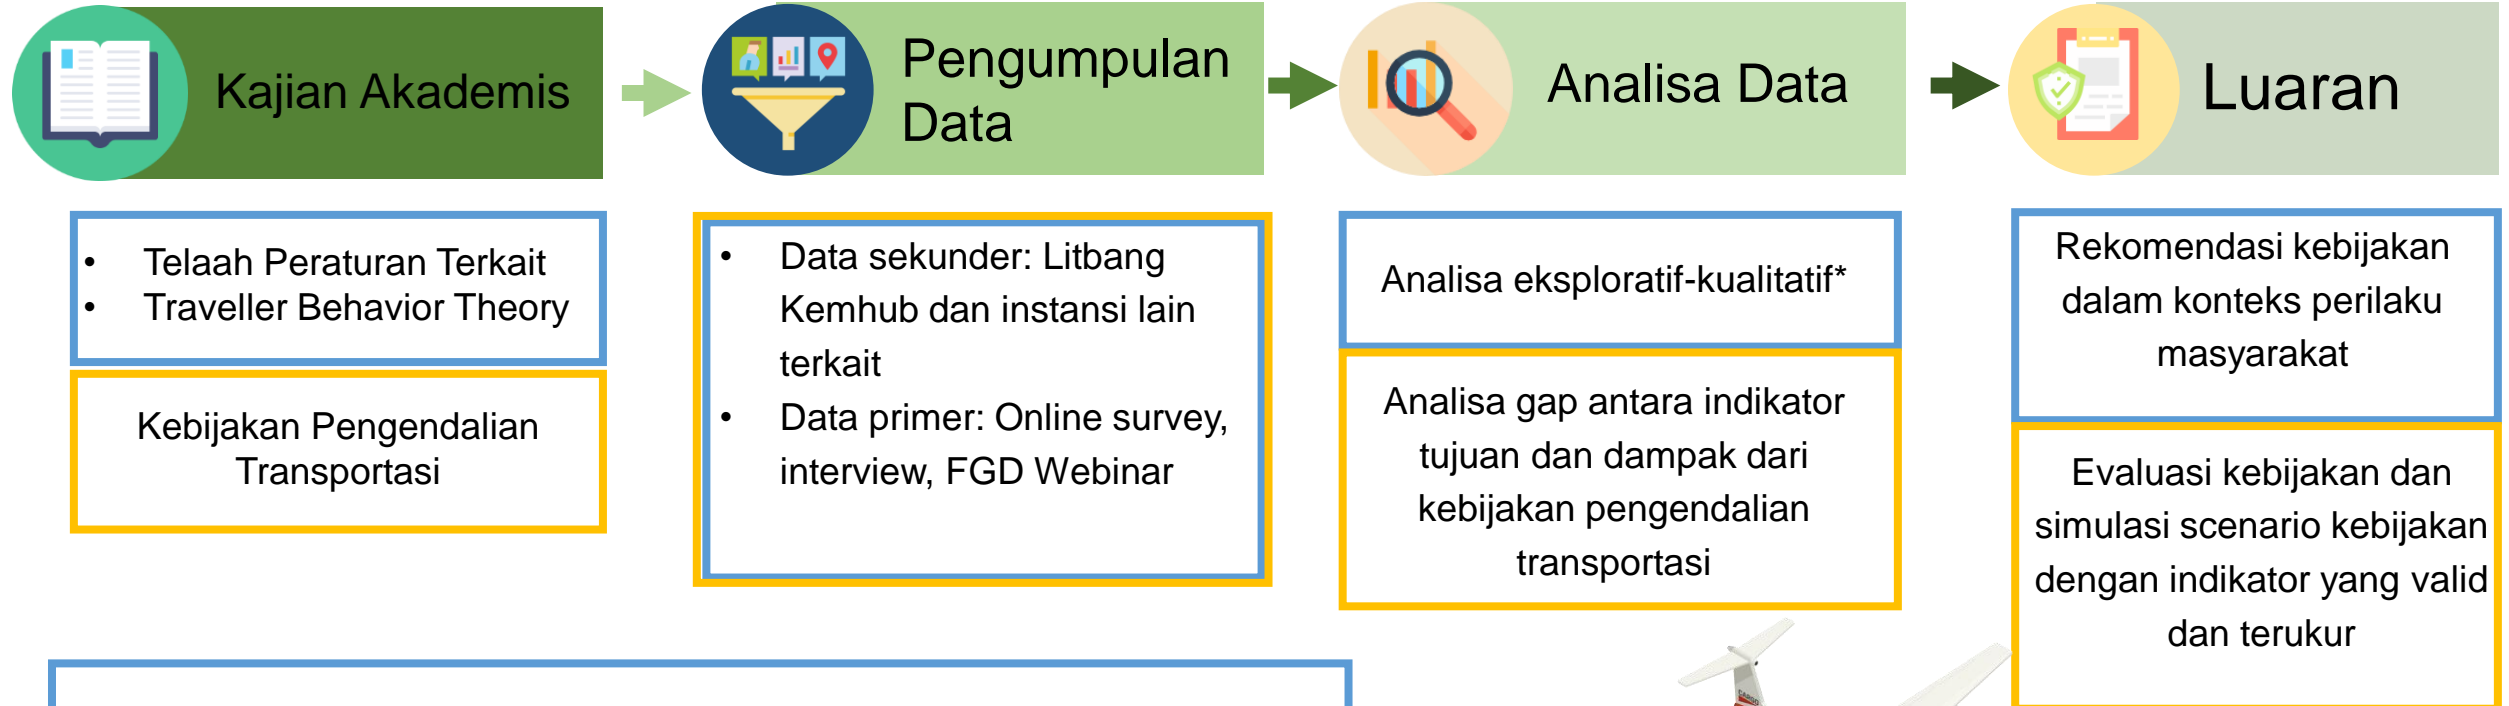 Kajian Akademis
Pengumpulan
Data
Analisa Data
Luaran
• Telaah Peraturan Terkait
• Traveller Behavior Theory
Kebijakan Pengendalian
Transportasi
• Data sekunder: Litbang
Kemhub dan instansi lain
terkait
• Data primer: Online survey,
interview, FGD Webinar
Analisa eksploratif-kualitatif*
Analisa gap antara indikator
tujuan dan dampak dari
kebijakan pengendalian
transportasi
Rekomendasi kebijakan
dalam konteks perilaku
masyarakat
Evaluasi kebijakan dan
simulasi scenario kebijakan
dengan indikator yang valid
dan terukur
CARGO